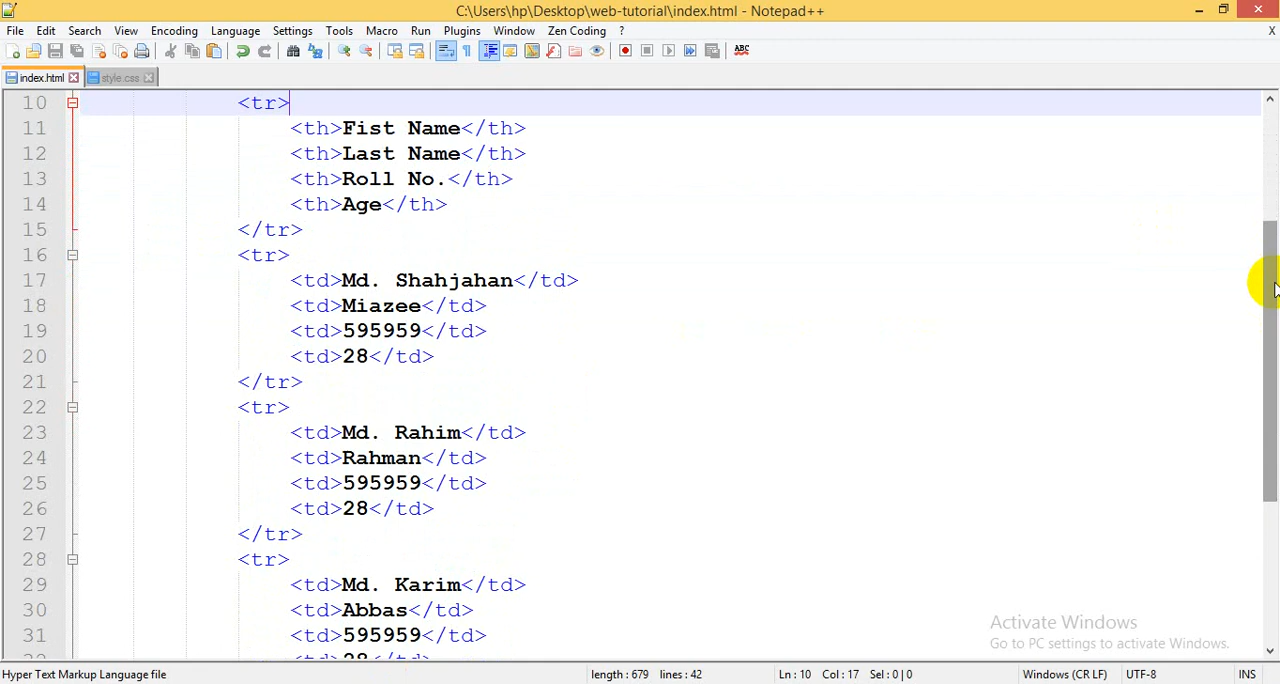 C:\Users\hp\Desktop\web-tutorial\index.html - Notepad++
File Edit Search View Encoding Language Settings Tools Macro Run Plugins Window Zen Coding ? X
ABC
index.html style.css
10 <tr>
11 <th>Fist Name</th>
12 <th>Last Name</th>
13 <th>Roll No.</th>
14 <th>Age</th>
15 </tr>
16 <tr>
17 <td>Md. Shahjahan</td>
18 <td>Miazee</td>
19 <td>595959</td>
20 <td>28</td>
21 </tr>
22 <tr>
23 <td>Md. Rahim</td>
24 <td>Rahman</td>
25 <td>595959</td>
26 <td>28</td>
27 </tr>
28 <tr>
29 <td>Md. Karim</td>
30 <td>Abbas</td>
31 <td>595959</td>
32 <td>28</td>
Activate Windows
Go to PC settings to activate Windows.
Hyper Text Markup Language file length : 679 lines : 42 Ln : 10 Col : 17 Sel : 0 | 0 Windows (CR LF) UTF-8 INS